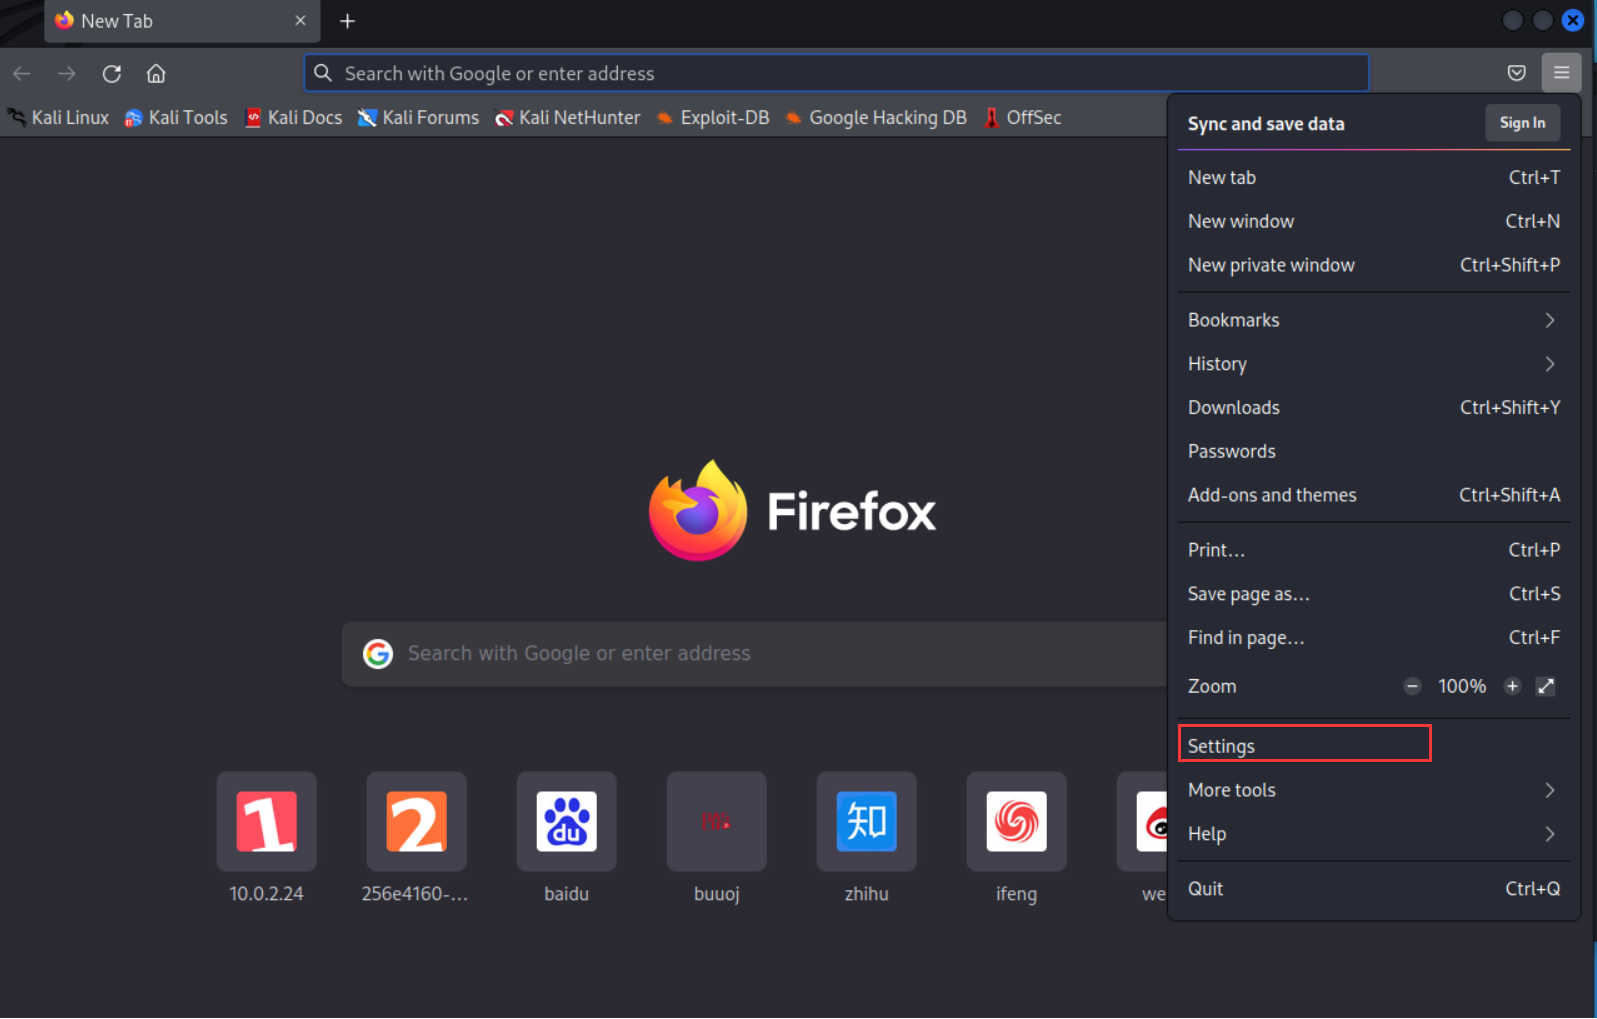 New Tab
Search with Google or enter address
Kali Linux Kali Tools Kali Docs Kali Forums Kali NetHunter Exploit-DB Google Hacking DB OffSec
Sync and save data Sign In
New tab Ctrl+T
New window Ctrl+N
New private window Ctrl+Shift+P
Bookmarks
History
Downloads Ctrl+Shift+Y
Passwords
Add-ons and themes Ctrl+Shift+A
Print... Ctrl+P
Save page as... Ctrl+S
Find in page... Ctrl+F
Zoom 100%
Settings
More tools
Help
Quit Ctrl+Q
Firefox
Search with Google or enter address
1 2 du 知
10.0.2.24 256e4160-... baidu buuoj zhihu ifeng we